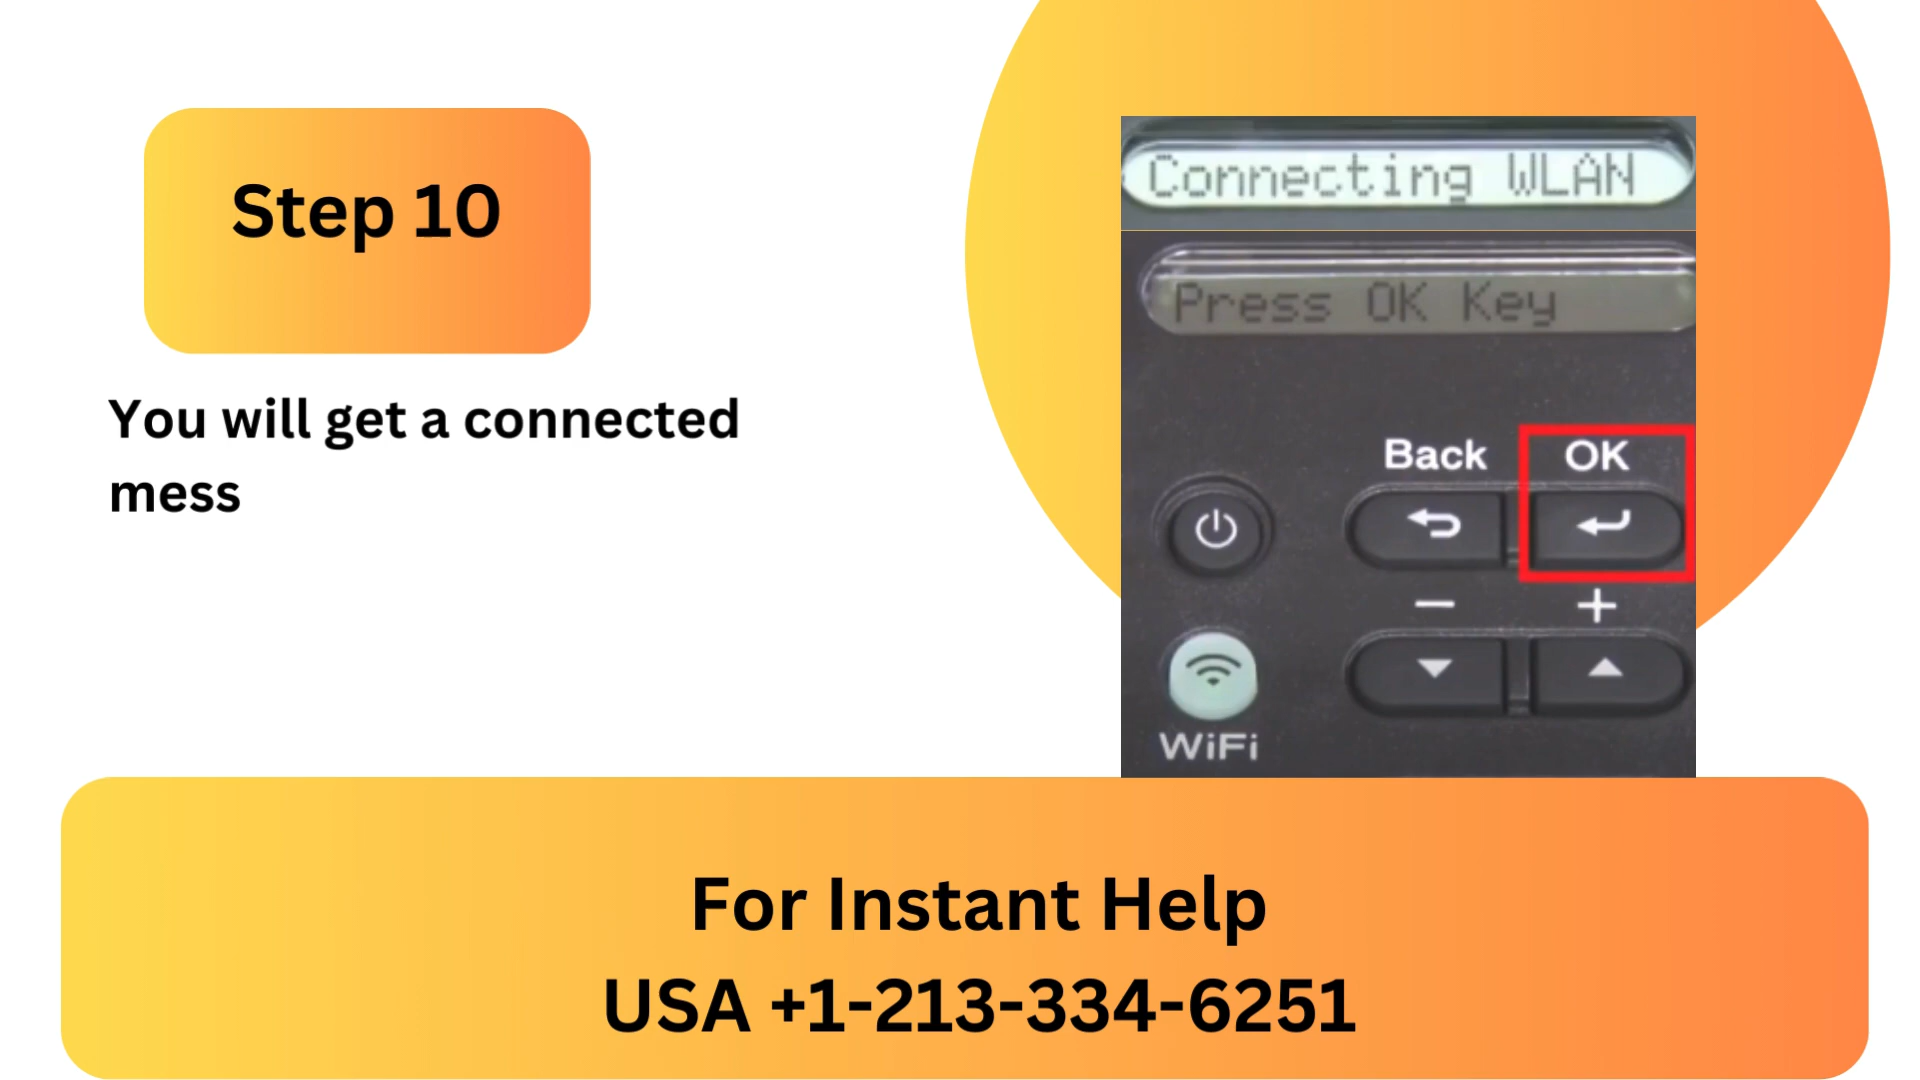 Step 10
You will get a connected
mess
Connecting WLAN
Press OK Key
Back OK
WiFi
For Instant Help
USA +1-213-334-6251